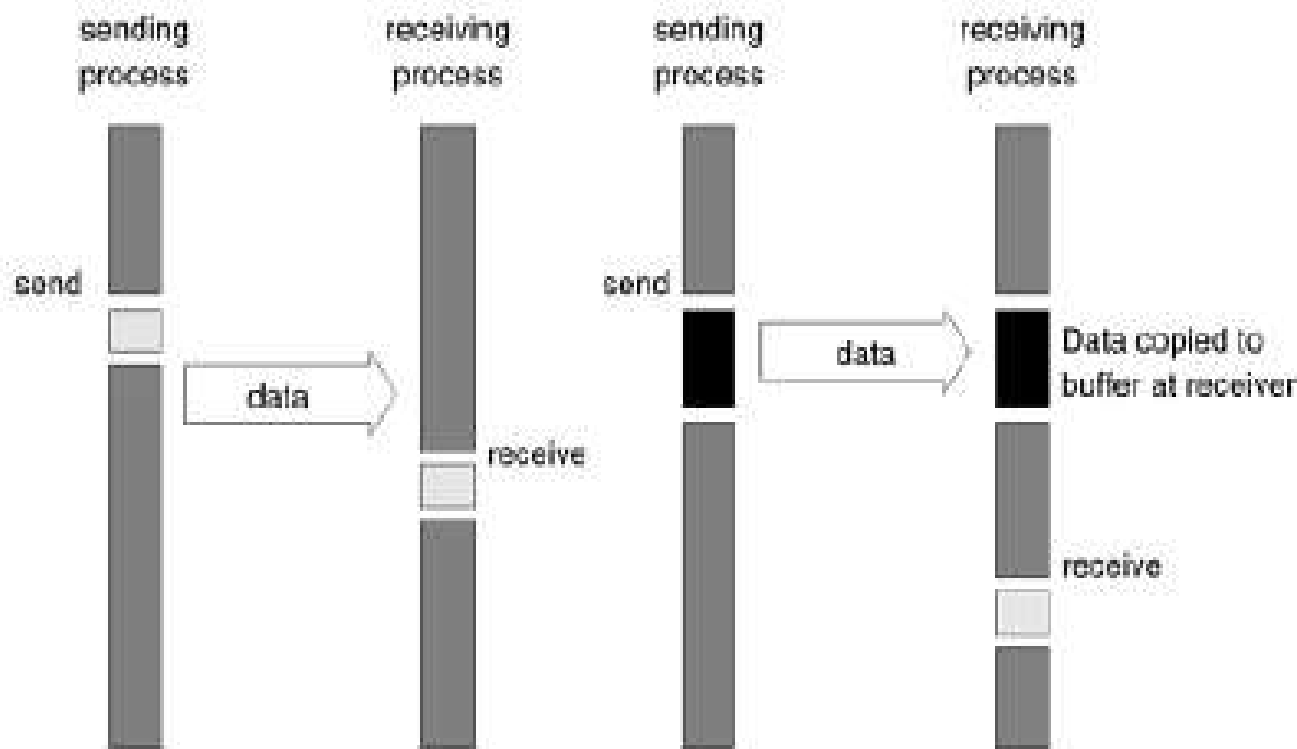 sending
process
receiving
process
sending
process
receiving
process
send
data
receive
send
data
Data copied to
buffer at receiver
receive